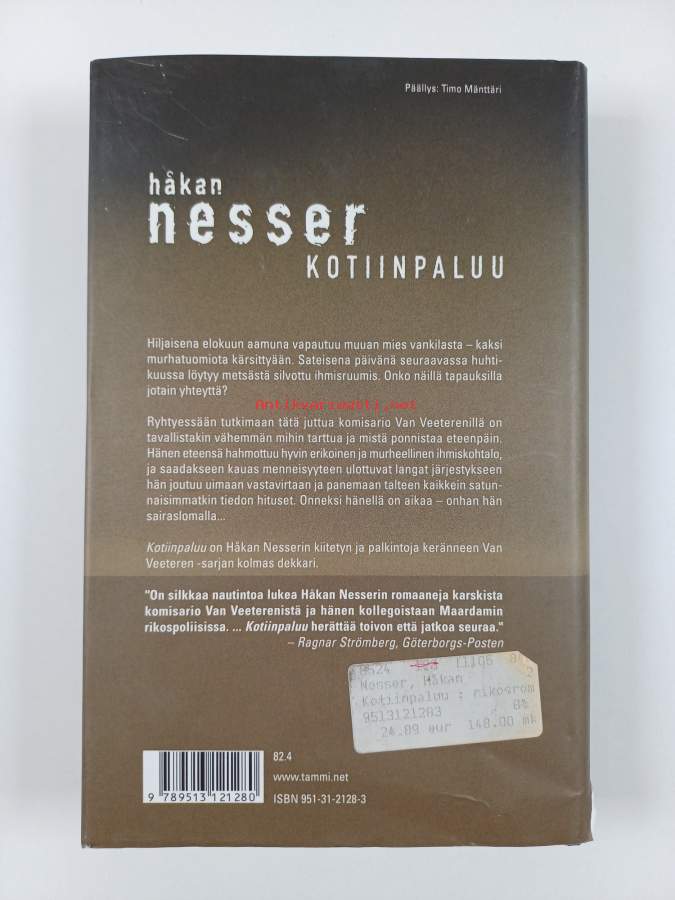 Päällys: Timo Mänttäri
håkan
nesser
KOTIINPALUU
Hiljaisena elokuun aamuna vapautuu muuan mies vankilasta – kaksi
murhatuomiota kärsittyään. Sateisena päivänä seuraavassa huhti-
kuussa löytyy metsästä silvottu ihmisruumis. Onko näillä tapauksilla
jotain yhteyttä?
Antikvariaatti.net
Ryhtyessään tutkimaan tätä juttua komisario Van Veeterenillä on
tavallistakin vähemmän mihin tarttua ja mistä ponnistaa eteenpäin.
Hänen eteensä hahmottuu hyvin erikoinen ja murheellinen ihmiskohtalo,
ja saadakseen kauas menneisyyteen ulottuvat langat järjestykseen
hän joutuu uimaan vastavirtaan ja panemaan talteen kaikkein satun-
naisimmatkin tiedon hituset. Onneksi hänellä on aikaa – onhan hän
sairaslomalla...
Kotiinpaluu on Håkan Nesserin kiitetyn ja palkintoja keränneen Van
Veeteren -sarjan kolmas dekkari.
"On silkkaa nautintoa lukea Håkan Nesserin romaaneja karskista
komisario Van Veeterenistä ja hänen kollegoistaan Maardamin
rikospoliisissa. ... Kotiinpaluu herättää toivon että jatkoa seuraa."
– Ragnar Strömberg, Göteborgs-Posten
8524 11106
Nesser, Håkan 2
Kotiinpaluu : rikosrom
9513121283 8%
24.89 eur 148.00 mk
82.4
www.tammi.net
9 789513 121280 ISBN 951-31-2128-3